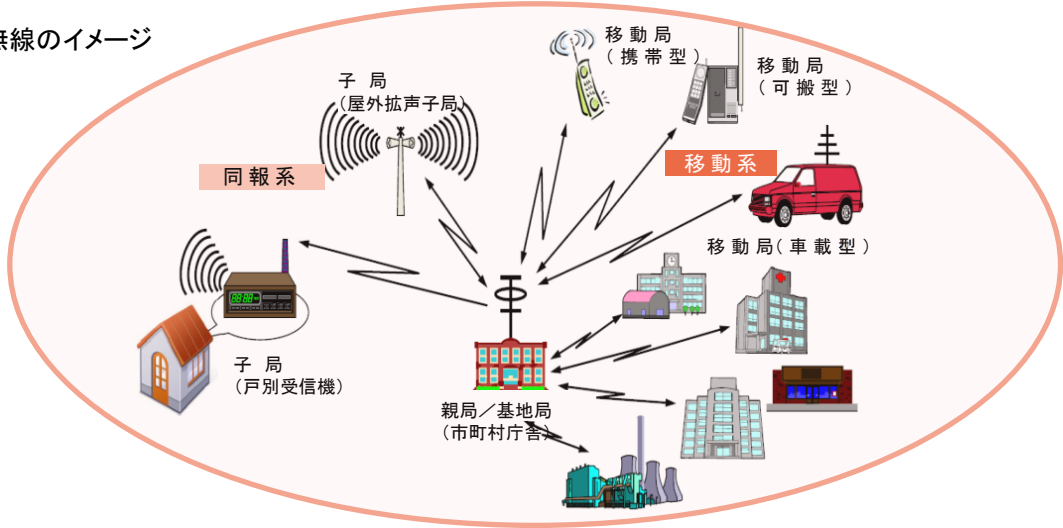 無線のイメージ
移動局
(携帯型)
移動局
(可搬型)
子 局
(屋外拡声子局)
同報系
移動系
移動局(車載型)
子 局
(戸別受信機)
親局／基地局
(市町村庁舎)